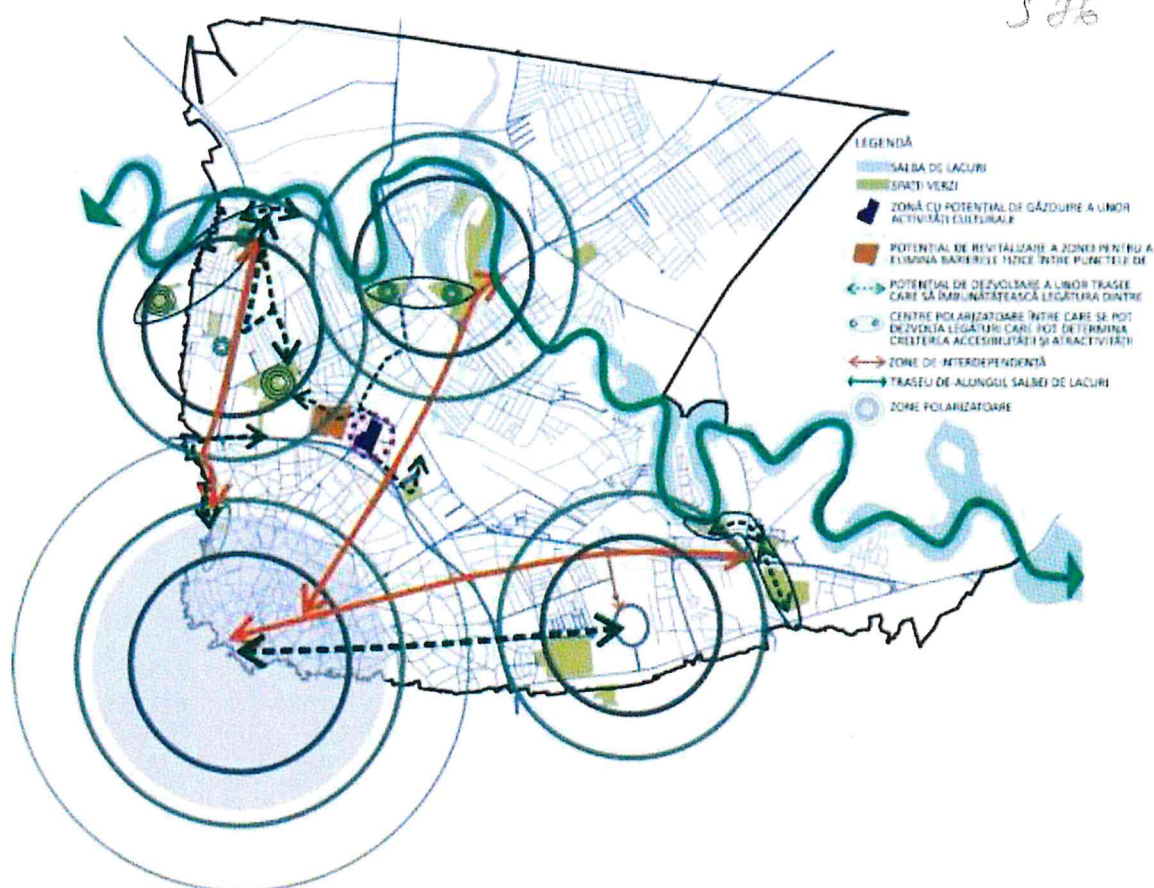 LEGENDĂ
SALBA DE LACURI
SPAȚII VERZI
ZONĂ CU POTENȚIAL DE GĂZDUIRE A UNOR
ACTIVITĂȚI CULTURALE
POTENȚIAL DE REVITALIZARE A ZONEI PENTRU A
ELIMINA BARIERELE FIZICE ÎNTRE PUNCTELE DE
POTENȚIAL DE DEZVOLTARE A UNOR TRASEE
CARE SĂ ÎMBUNĂTĂȚEASCĂ LEGĂTURA DINTRE
CENTRE POLARIZATOARE ÎNTRE CARE SE POT
DEZVOLTA LEGĂTURI CARE POT DETERMINA
CREȘTEREA ACCESIBILITĂȚII ȘI ATRACTIVITĂȚII
ZONE DE INTERDEPENDENȚĂ
TRASEU DE-ALUNGUL SALBEI DE LACURI
ZONE POLARIZATOARE